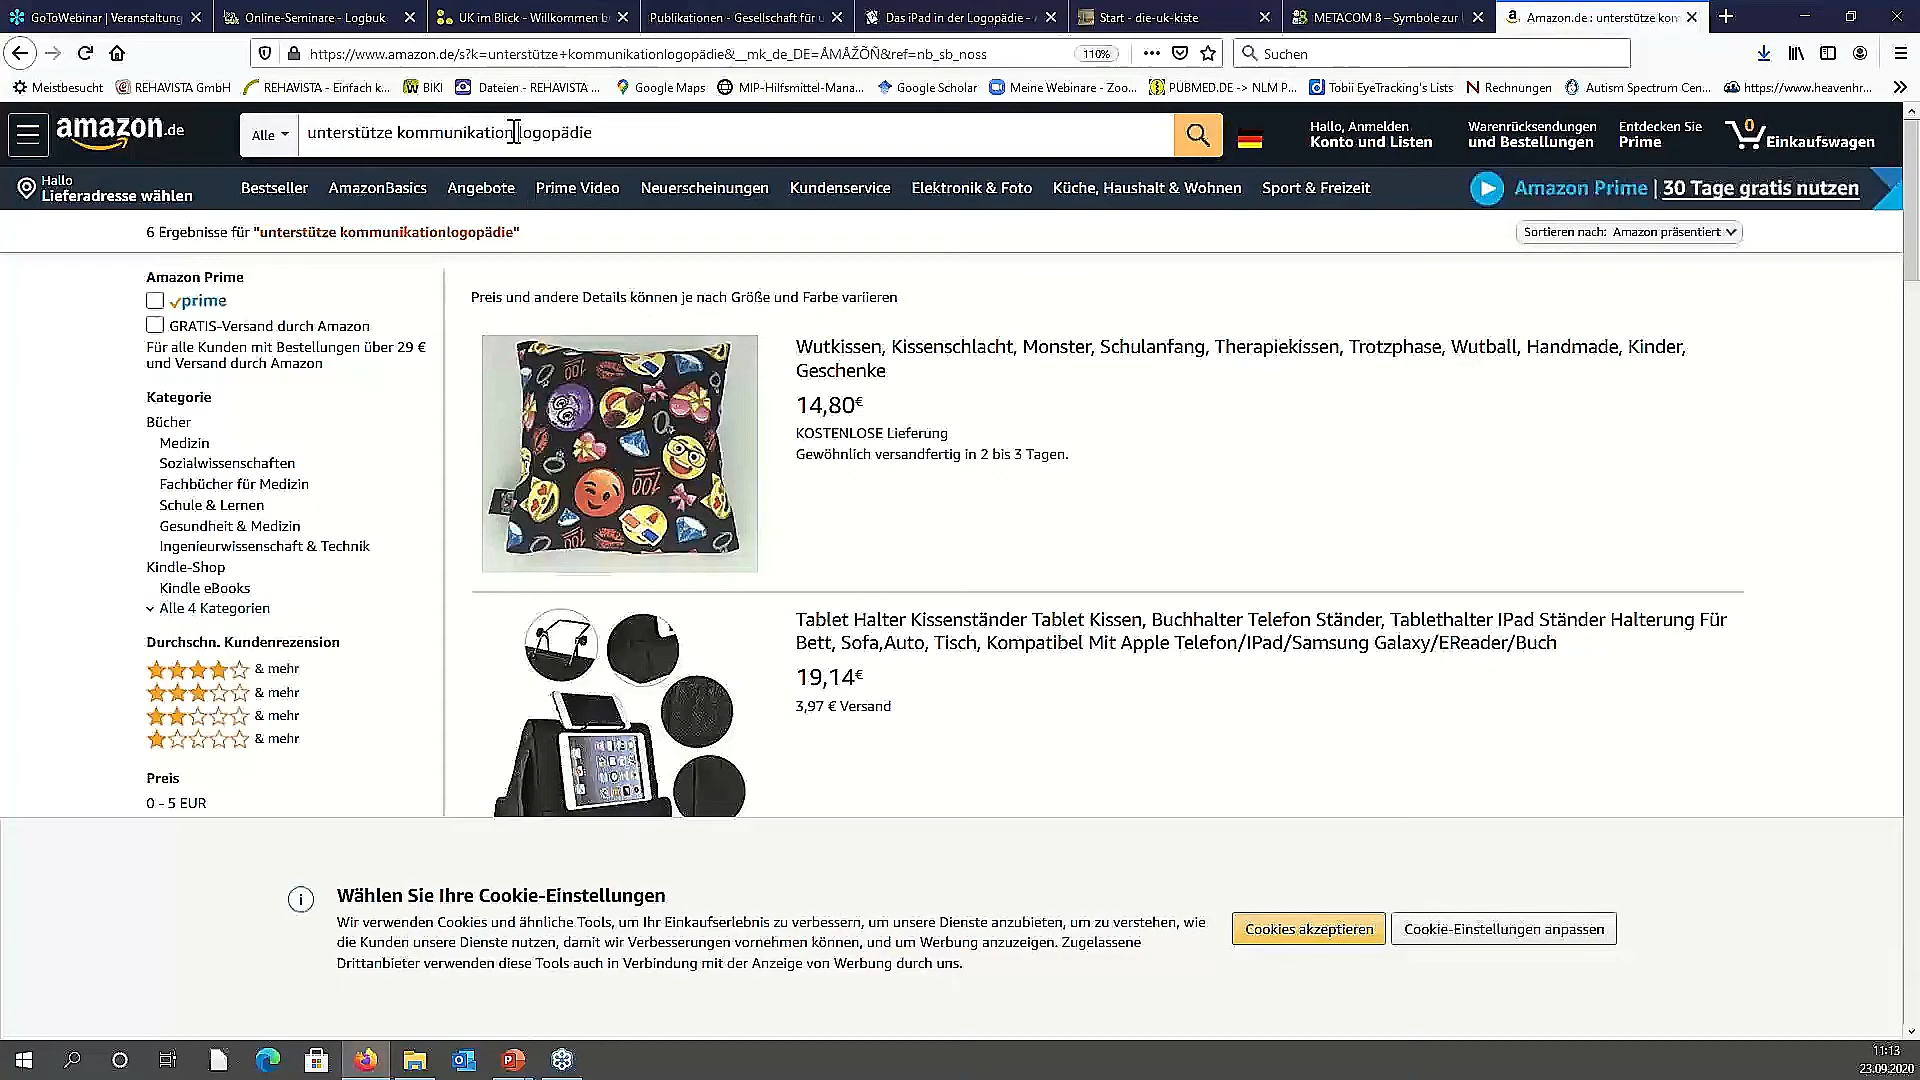 GoToWebinar | Veranstaltung
Online-Seminare - Logbuk
UK im Blick - Willkommen b
Publikationen - Gesellschaft für u
Das iPad in der Logopädie -
Start - die-uk-kiste
METACOM 8 – Symbole zur
Amazon.de : unterstütze kom
https://www.amazon.de/s?k=unterstütze+kommunikationlogopädie&__mk_de_DE=ÅMÅŽÕÑ&ref=nb_sb_noss
110%
Suchen
Meistbesucht
REHAVISTA GmbH
REHAVISTA - Einfach k...
BIKI
Dateien - REHAVISTA ...
Google Maps
MIP-Hilfsmittel-Mana...
Google Scholar
Meine Webinare - Zoo...
PUBMED.DE -> NLM P...
Tobii EyeTracking's Lists
Rechnungen
Autism Spectrum Cen...
https://www.heavenhr...
amazon.de
Alle
unterstütze kommunikationlogopädie
Hallo, Anmelden
Konto und Listen
Warenrücksendungen
und Bestellungen
Entdecken Sie
Prime
0
Einkaufswagen
Hallo
Lieferadresse wählen
Bestseller
AmazonBasics
Angebote
Prime Video
Neuerscheinungen
Kundenservice
Elektronik & Foto
Küche, Haushalt & Wohnen
Sport & Freizeit
Amazon Prime | 30 Tage gratis nutzen
6 Ergebnisse für "unterstütze kommunikationlogopädie"
Sortieren nach: Amazon präsentiert
Amazon Prime
prime
GRATIS-Versand durch Amazon
Für alle Kunden mit Bestellungen über 29 €
und Versand durch Amazon
Kategorie
Bücher
Medizin
Sozialwissenschaften
Fachbücher für Medizin
Schule & Lernen
Gesundheit & Medizin
Ingenieurwissenschaft & Technik
Kindle-Shop
Kindle eBooks
Alle 4 Kategorien
Durchschn. Kundenrezension
& mehr
& mehr
& mehr
& mehr
Preis
0 - 5 EUR
Preis und andere Details können je nach Größe und Farbe variieren
Wutkissen, Kissenschlacht, Monster, Schulanfang, Therapiekissen, Trotzphase, Wutball, Handmade, Kinder,
Geschenke
14,80€
KOSTENLOSE Lieferung
Gewöhnlich versandfertig in 2 bis 3 Tagen.
Tablet Halter Kissenständer Tablet Kissen, Buchhalter Telefon Ständer, Tablethalter IPad Ständer Halterung Für
Bett, Sofa,Auto, Tisch, Kompatibel Mit Apple Telefon/IPad/Samsung Galaxy/EReader/Buch
19,14€
3,97 € Versand
Wählen Sie Ihre Cookie-Einstellungen
Wir verwenden Cookies und ähnliche Tools, um Ihr Einkaufserlebnis zu verbessern, um unsere Dienste anzubieten, um zu verstehen, wie
die Kunden unsere Dienste nutzen, damit wir Verbesserungen vornehmen können, und um Werbung anzuzeigen. Zugelassene
Drittanbieter verwenden diese Tools auch in Verbindung mit der Anzeige von Werbung durch uns.
Cookies akzeptieren
Cookie-Einstellungen anpassen
11:13
23.09.2020